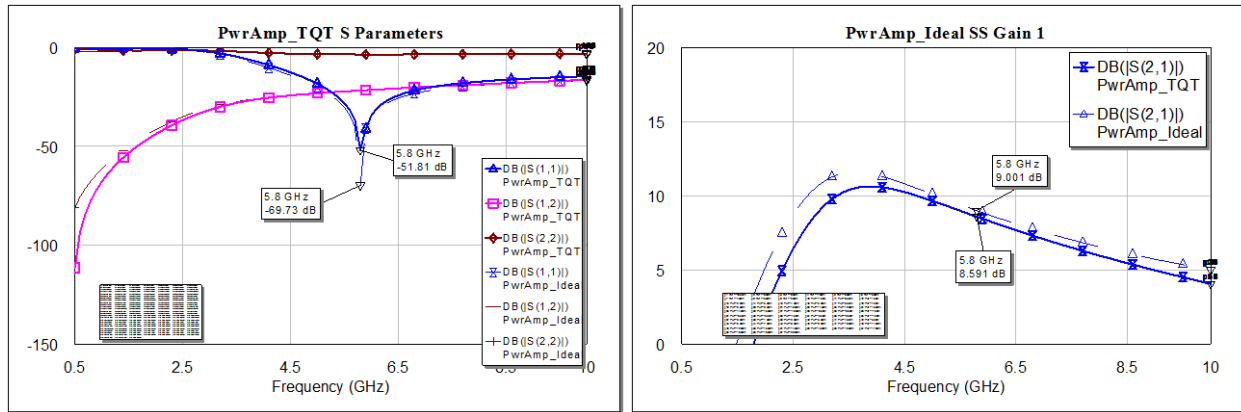 PwrAmp_TQT S Parameters
0
-50
-100
-150
5.8 GHz
-51.81 dB
5.8 GHz
-69.73 dB
DB(|S(1,1)|)
PwrAmp_TQT
DB(|S(1,2)|)
PwrAmp_TQT
DB(|S(2,2)|)
PwrAmp_TQT
DB(|S(1,1)|)
PwrAmp_Ideal
DB(|S(1,2)|)
PwrAmp_Ideal
DB(|S(2,2)|)
PwrAmp_Ideal
0.5 2.5 4.5 6.5 8.5 10
Frequency (GHz)
PwrAmp_Ideal SS Gain 1
20
15
10
5
0
DB(|S(2,1)|)
PwrAmp_TQT
DB(|S(2,1)|)
PwrAmp_Ideal
5.8 GHz
9.001 dB
5.8 GHz
8.591 dB
0.5 2.5 4.5 6.5 8.5 10
Frequency (GHz)